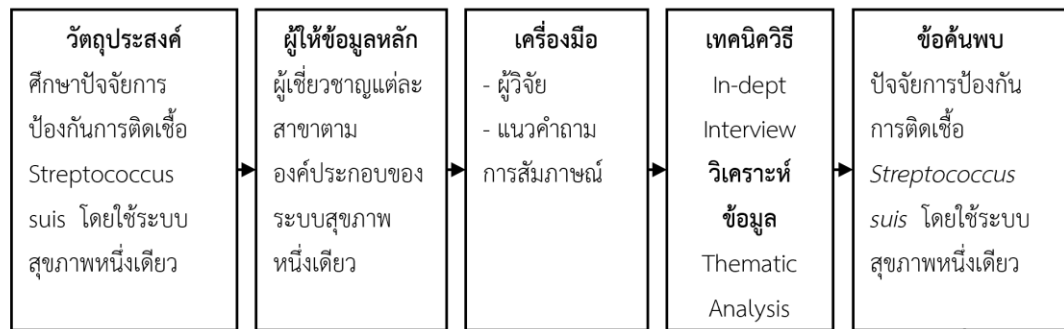 วัตถุประสงค์
ศึกษาปัจจัยการ
ป้องกันการติดเชื้อ
Streptococcus
suis โดยใช้ระบบ
สุขภาพหนึ่งเดียว
ผู้ให้ข้อมูลหลัก
ผู้เชี่ยวชาญแต่ละ
สาขาตาม
องค์ประกอบของ
ระบบสุขภาพ
หนึ่งเดียว
เครื่องมือ
- ผู้วิจัย
- แนวคำถาม
การสัมภาษณ์
เทคนิควิธี
In-dept
Interview
วิเคราะห์
ข้อมูล
Thematic
Analysis
ข้อค้นพบ
ปัจจัยการป้องกัน
การติดเชื้อ
Streptococcus
suis โดยใช้ระบบ
สุขภาพหนึ่งเดียว